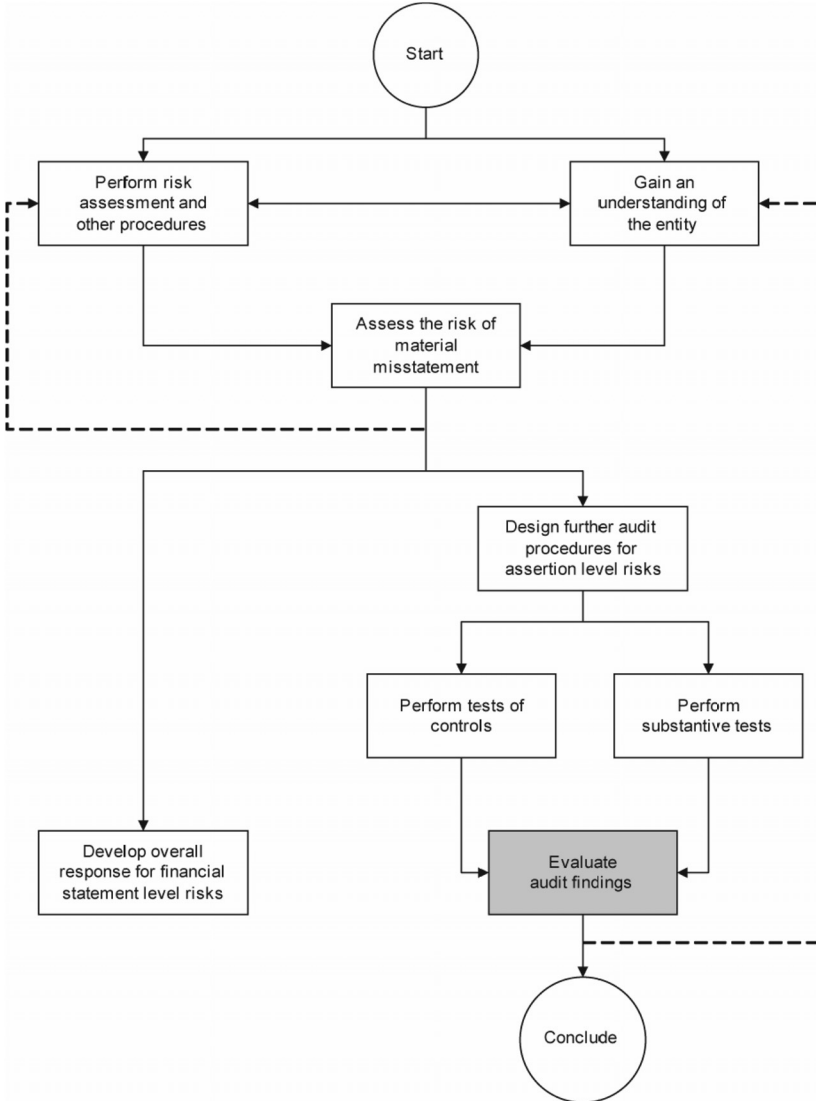 Start
Perform risk
assessment and
other procedures
Gain an
understanding of
the entity
Assess the risk of
material
misstatement
Design further audit
procedures for
assertion level risks
Perform tests of
controls
Perform
substantive tests
Develop overall
response for financial
statement level risks
Evaluate
audit findings
Conclude